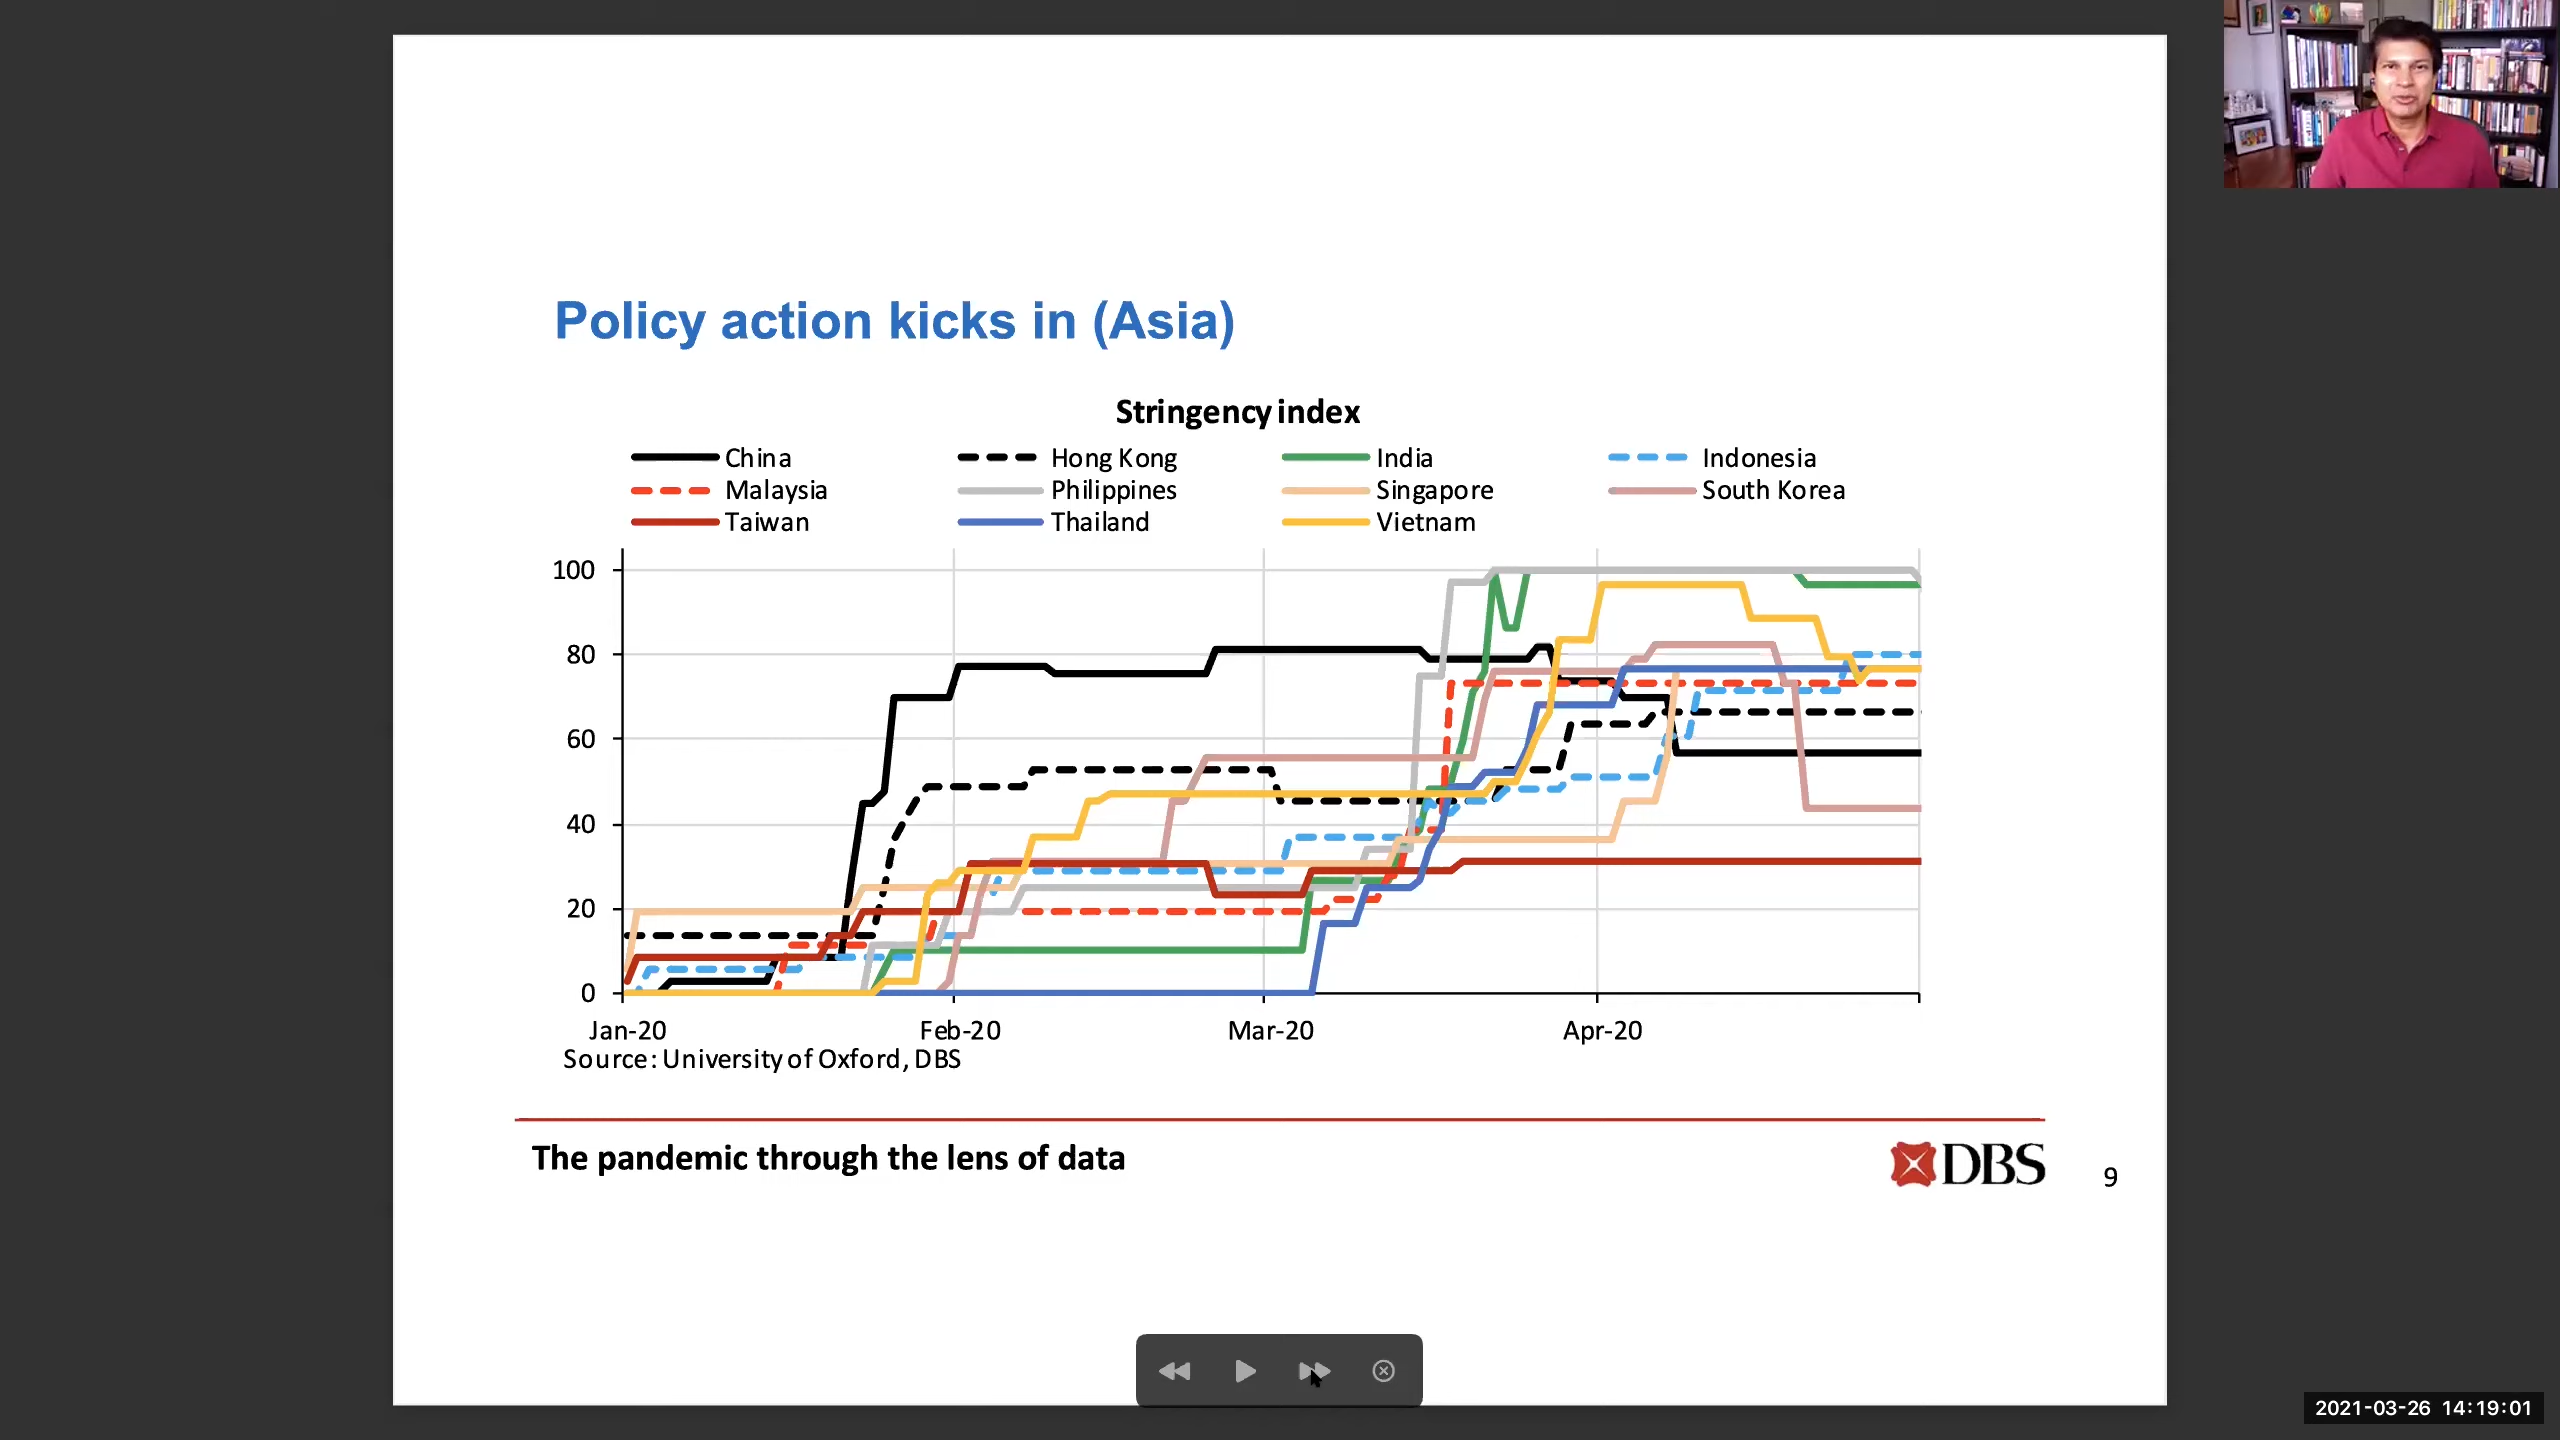 Policy action kicks in (Asia)
Stringency index
China Hong Kong India Indonesia
Malaysia Philippines Singapore South Korea
Taiwan Thailand Vietnam
100
80
60
40
20
0
Jan-20 Feb-20 Mar-20 Apr-20
Source: University of Oxford, DBS
The pandemic through the lens of data
DBS
9
2021-03-26 14:19:01